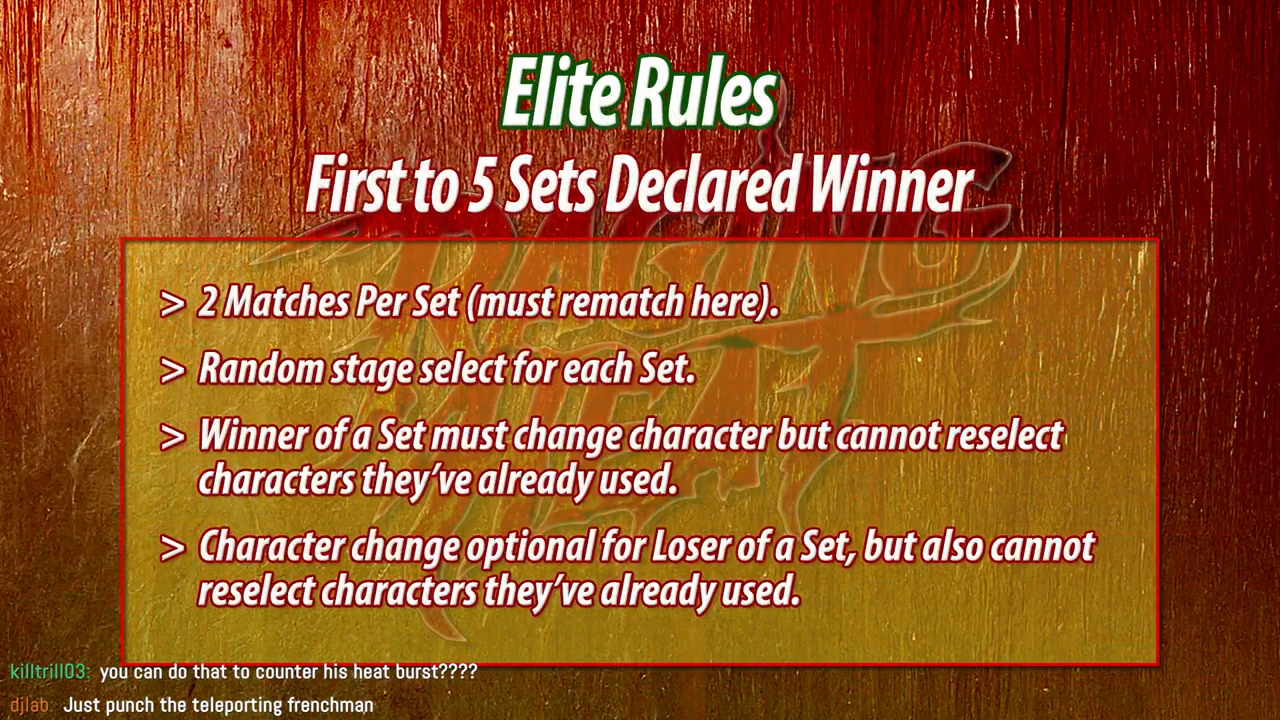 Elite Rules
First to 5 Sets Declared Winner
RAGING
MEAT
> 2 Matches Per Set (must rematch here).
> Random stage select for each Set.
> Winner of a Set must change character but cannot reselect
characters they've already used.
> Character change optional for Loser of a Set, but also cannot
reselect characters they've already used.
killtrill03: you can do that to counter his heat burst????
djlab: Just punch the teleporting frenchman